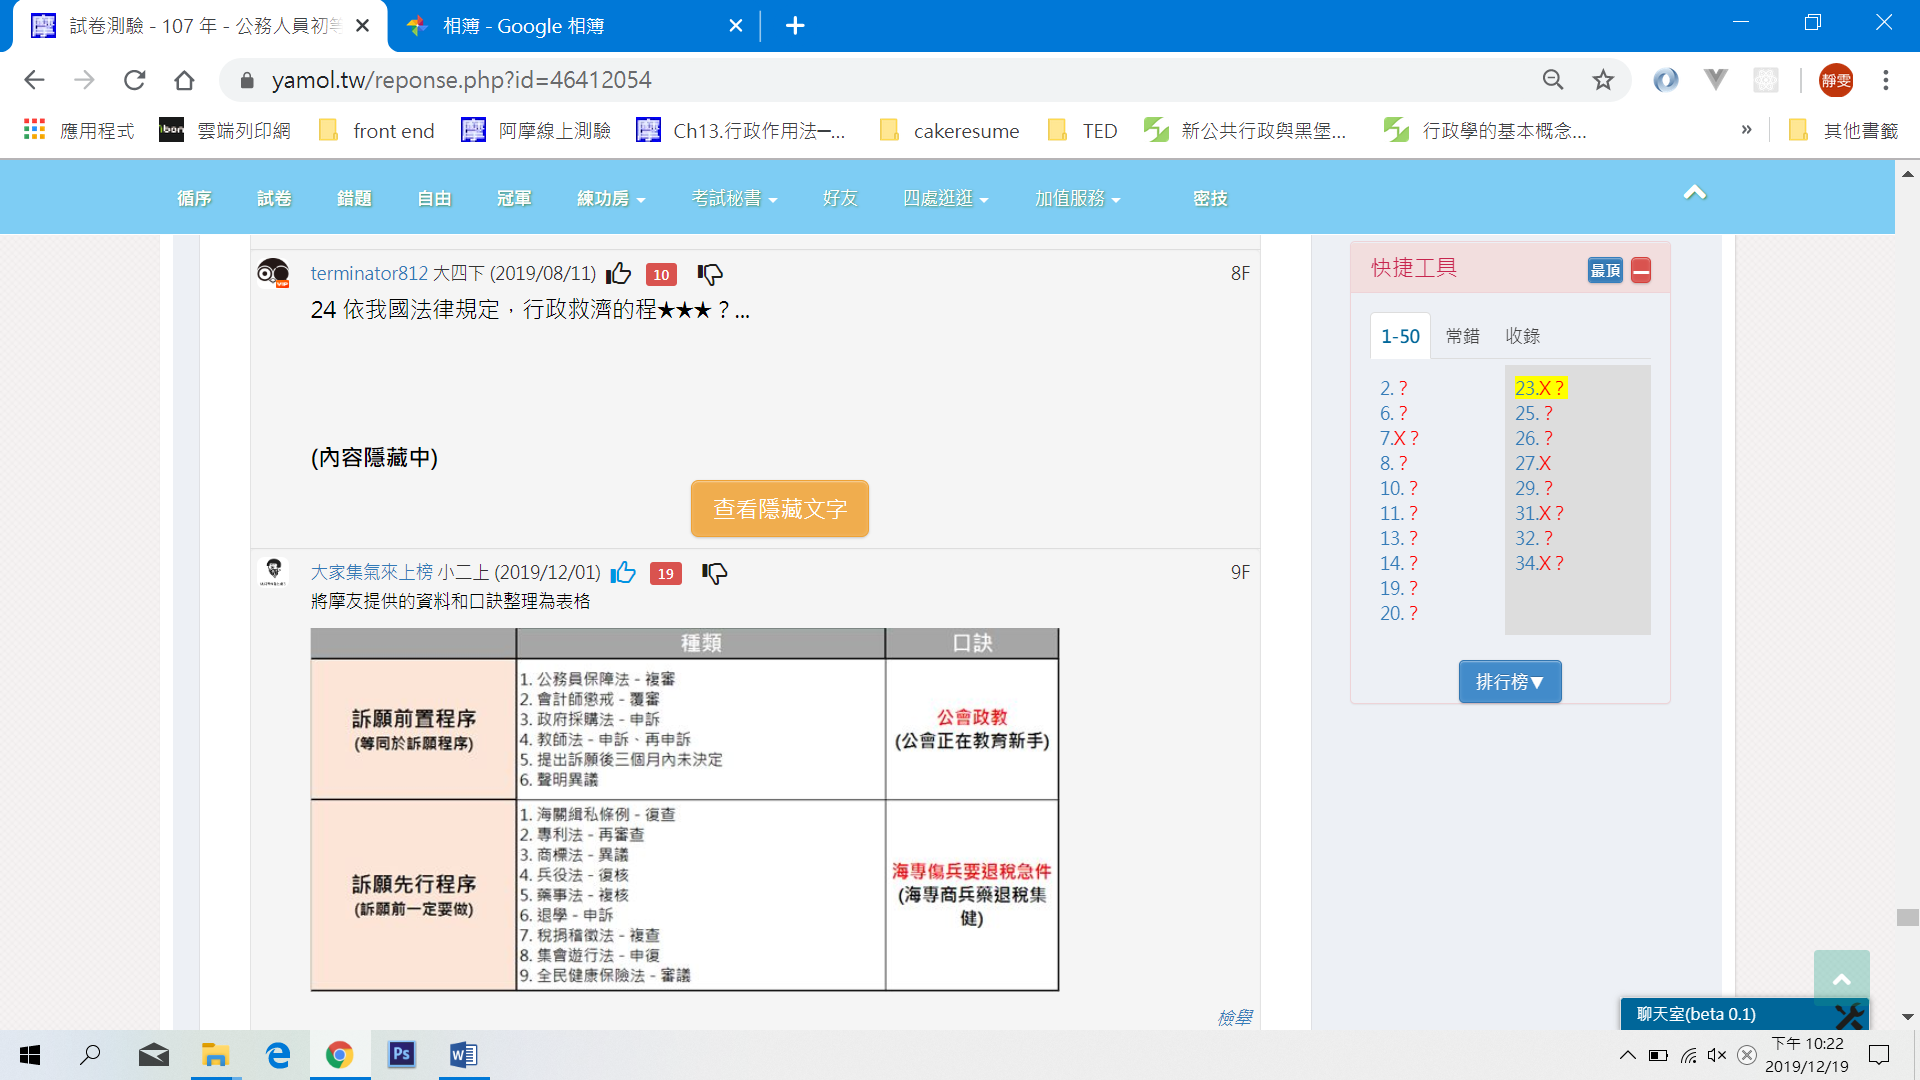 試卷測驗 - 107 年 - 公務人員初等
相簿 - Google 相簿
yamol.tw/reponse.php?id=46412054
靜雯
應用程式
ibon
雲端列印網
front end
阿摩線上測驗
Ch13.行政作用法─...
cakeresume
TED
新公共行政與黑堡...
行政學的基本概念...
»
其他書籤
循序 試卷 錯題 自由 冠軍 練功房 考試秘書 好友 四處逛逛 加值服務 密技
terminator812 大四下 (2019/08/11) 10 8F
24 依我國法律規定，行政救濟的程★★★？...
(內容隱藏中)
查看隱藏文字
大家集氣來上榜 小二上 (2019/12/01) 19 9F
將摩友提供的資料和口訣整理為表格
種類 口訣
訴願前置程序
(等同於訴願程序)
1. 公務員保障法 - 複審
2. 會計師懲戒 - 覆審
3. 政府採購法 - 申訴
4. 教師法 - 申訴、再申訴
5. 提出訴願後三個月內未決定
6. 聲明異議
公會政教
(公會正在教育新手)
訴願先行程序
(訴願前一定要做)
1. 海關緝私條例 - 復查
2. 專利法 - 再審查
3. 商標法 - 異議
4. 兵役法 - 復核
5. 藥事法 - 複核
6. 退學 - 申訴
7. 稅捐稽徵法 - 複查
8. 集會遊行法 - 申復
9. 全民健康保險法 - 審議
海專傷兵要退稅急件
(海專商兵藥退稅集
健)
檢舉
快捷工具 最頂
1-50 常錯 收錄
2. ?
6. ?
7.X ?
8. ?
10. ?
11. ?
13. ?
14. ?
19. ?
20. ?
23.X ?
25. ?
26. ?
27.X
29. ?
31.X ?
32. ?
34.X ?
排行榜▼
聊天室(beta 0.1)
Ps
下午 10:22
2019/12/19